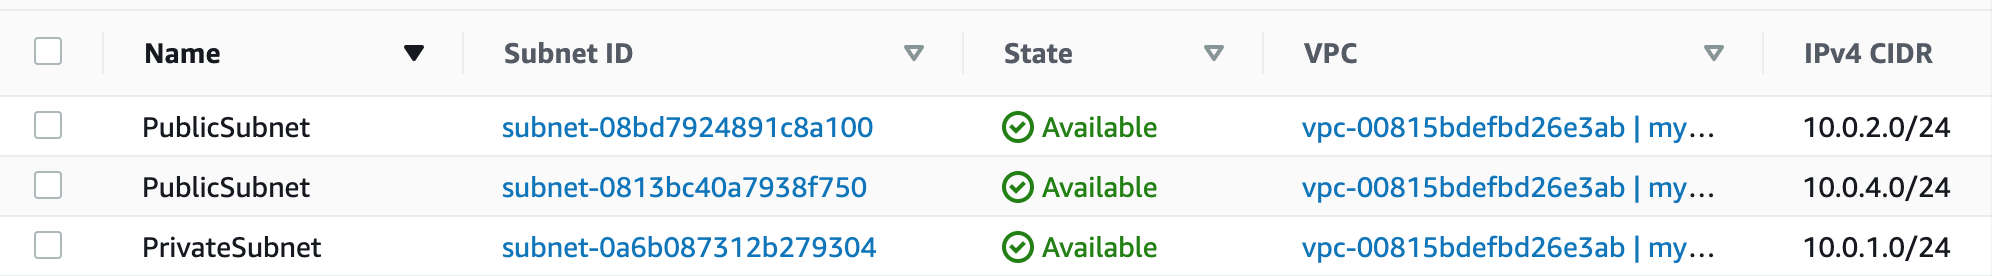 Name Subnet ID State VPC IPv4 CIDR
PublicSubnet subnet-08bd7924891c8a100 Available vpc-00815bdefbd26e3ab | my... 10.0.2.0/24
PublicSubnet subnet-0813bc40a7938f750 Available vpc-00815bdefbd26e3ab | my... 10.0.4.0/24
PrivateSubnet subnet-0a6b087312b279304 Available vpc-00815bdefbd26e3ab | my... 10.0.1.0/24